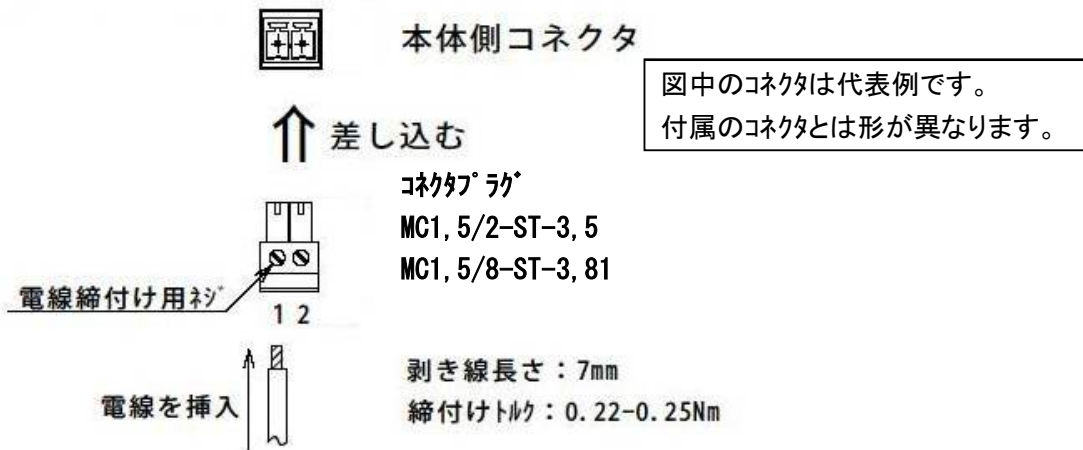 本体側コネクタ
図中のｺﾈｸﾀは代表例です。
付属のｺﾈｸﾀとは形が異なります。
差し込む
ｺﾈｸﾀﾌﾟﾗｸﾞ
MC1,5/2-ST-3,5
MC1,5/8-ST-3,81
電線締付け用ﾈｼﾞ
1 2
剥き線長さ：7mm
電線を挿入
締付けﾄﾙｸ：0.22-0.25Nm